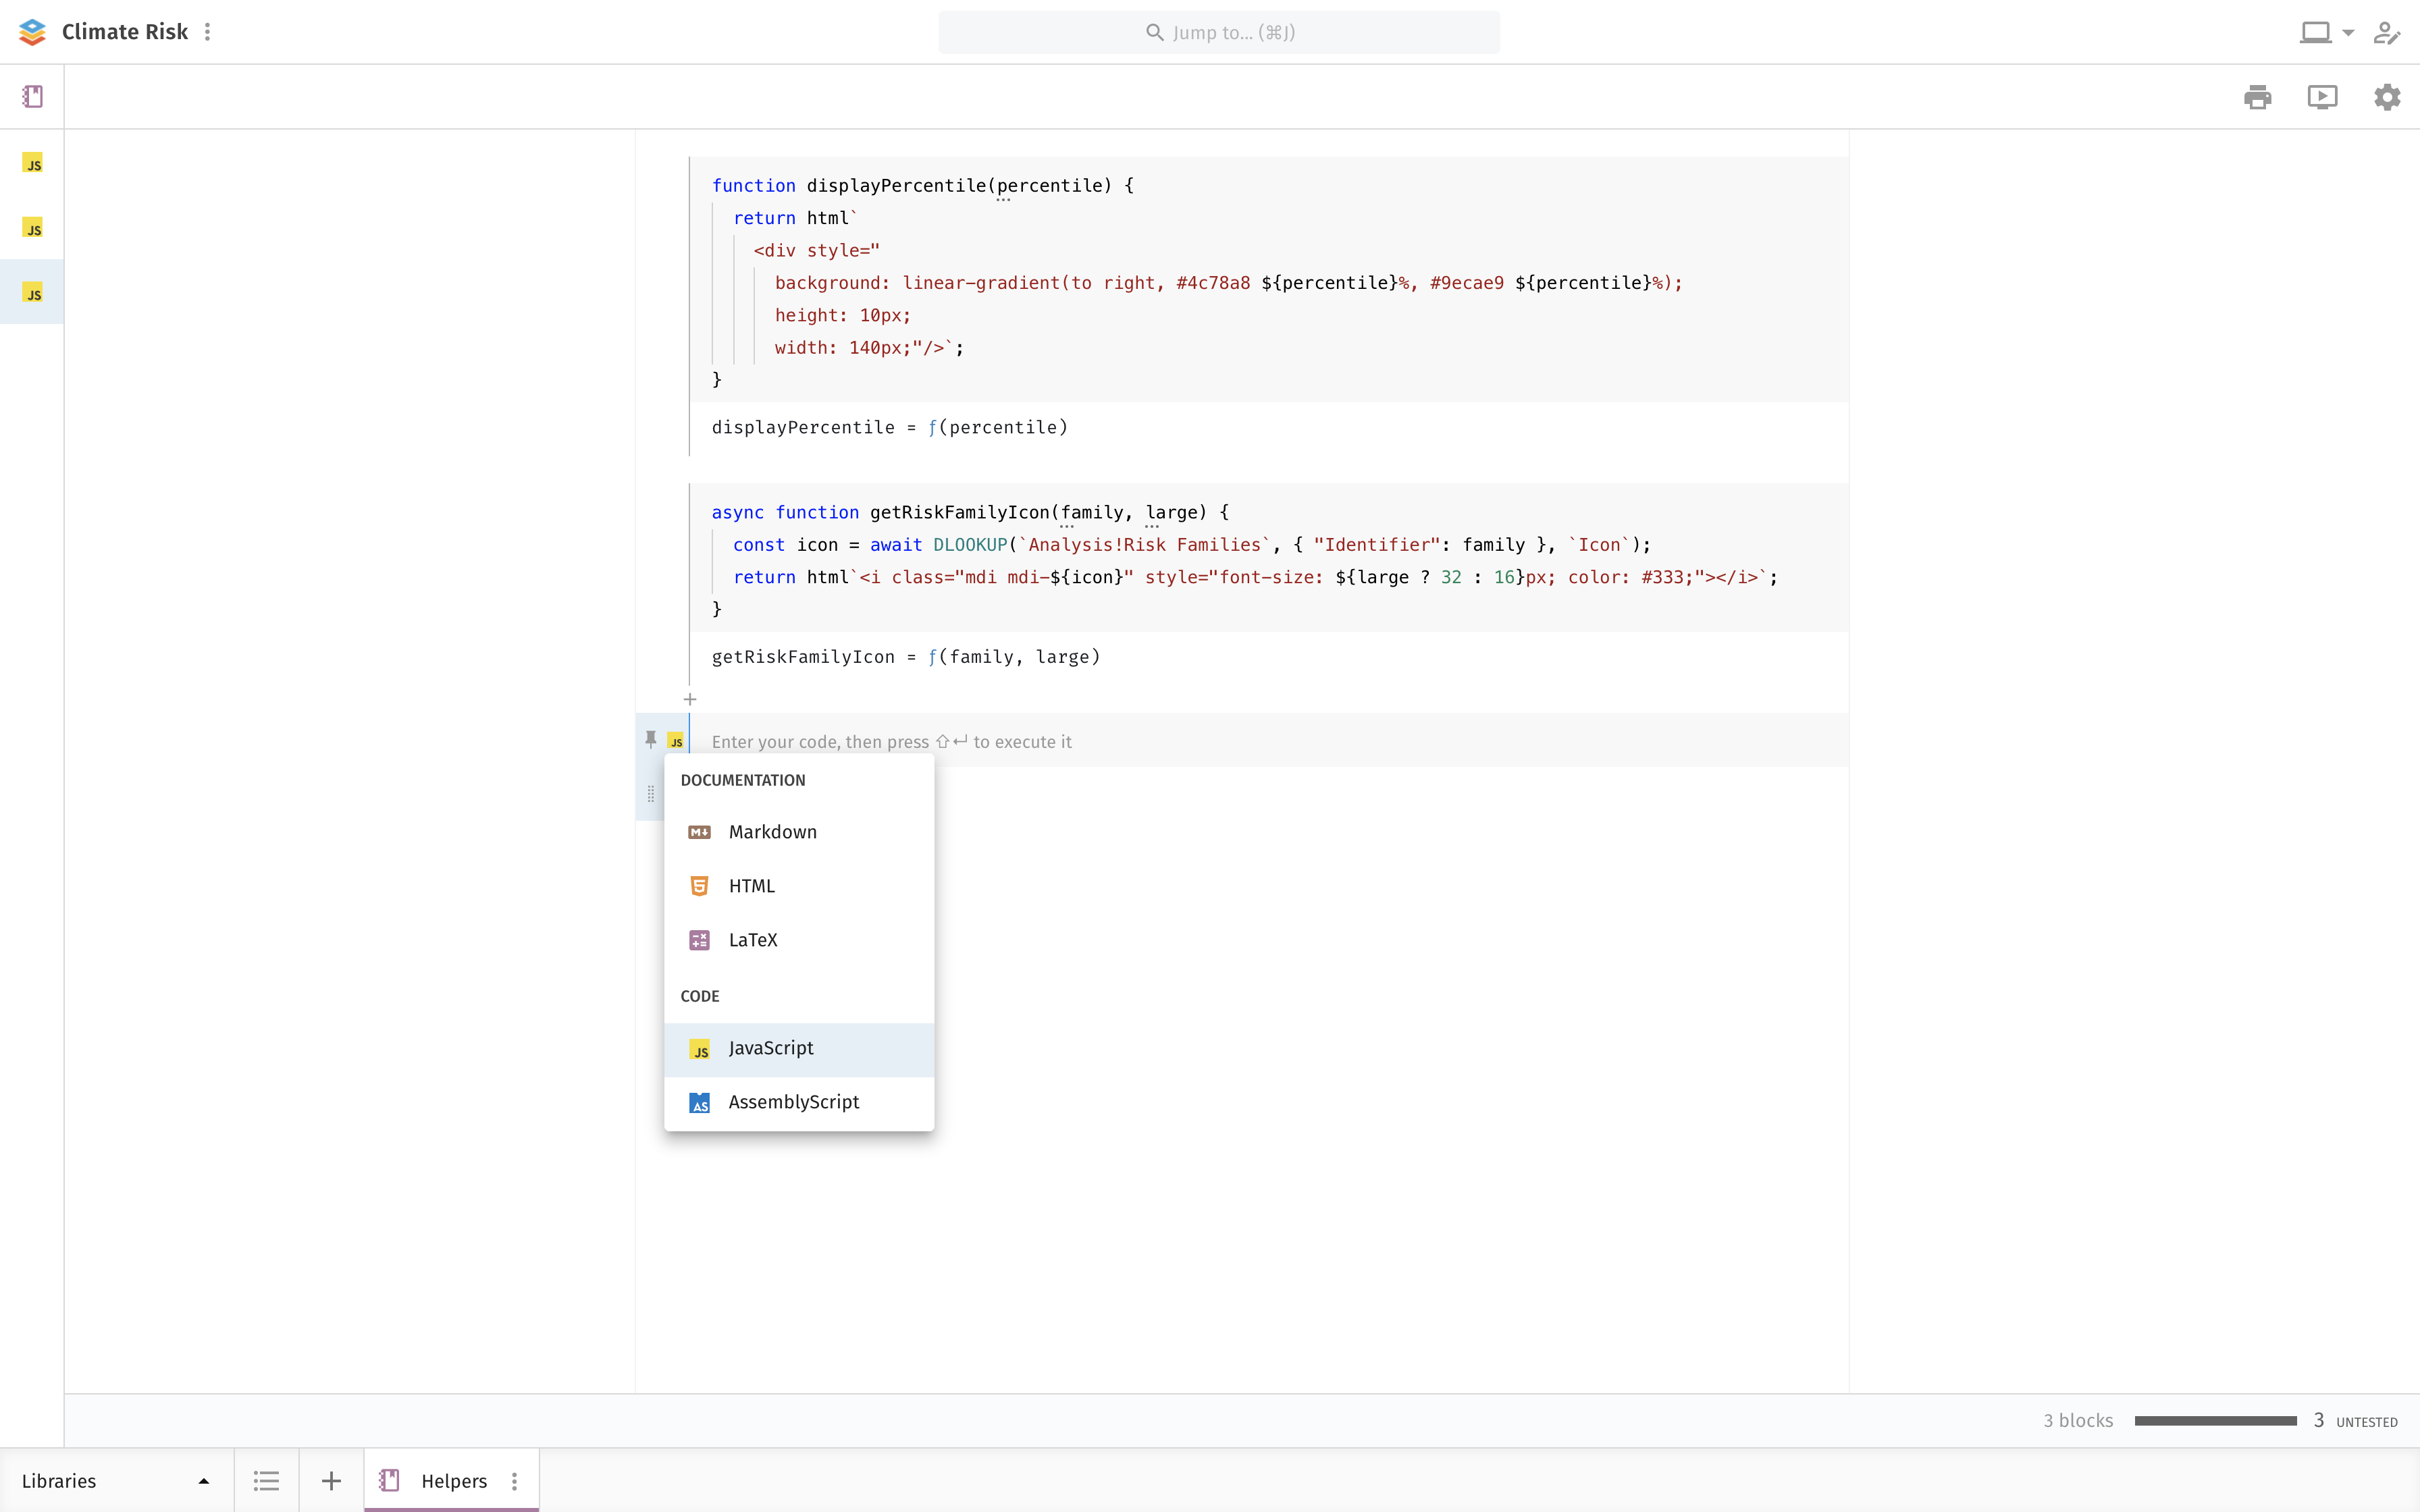 Climate Risk
Jump to... (⌘J)
JS
JS
JS
function displayPercentile(percentile) {
return html`
<div style="
background: linear-gradient(to right, #4c78a8 ${percentile}%, #9ecae9 ${percentile}%);
height: 10px;
width: 140px;"/>`;
}
displayPercentile = ƒ(percentile)
async function getRiskFamilyIcon(family, large) {
const icon = await DLOOKUP(`Analysis!Risk Families`, { "Identifier": family }, `Icon`);
return html`<i class="mdi mdi-${icon}" style="font-size: ${large ? 32 : 16}px; color: #333;"></i>`;
}
getRiskFamilyIcon = ƒ(family, large)
JS Enter your code, then press ⇧↵ to execute it
DOCUMENTATION
M↓ Markdown
5 HTML
LaTeX
CODE
JS JavaScript
AS AssemblyScript
3 blocks 3 UNTESTED
Libraries
Helpers